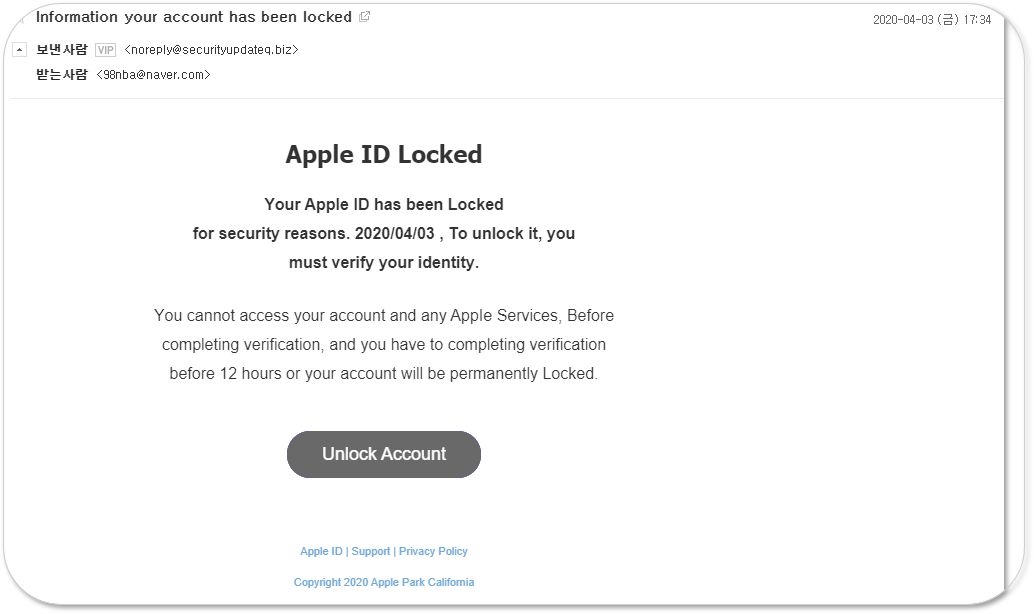 Information your account has been locked
2020-04-03 (금) 17:34
보낸사람 VIP <noreply@securityupdateq.biz>
받는사람 <98nba@naver.com>
Apple ID Locked
Your Apple ID has been Locked
for security reasons. 2020/04/03 , To unlock it, you
must verify your identity.
You cannot access your account and any Apple Services, Before
completing verification, and you have to completing verification
before 12 hours or your account will be permanently Locked.
Unlock Account
Apple ID | Support | Privacy Policy
Copyright 2020 Apple Park California